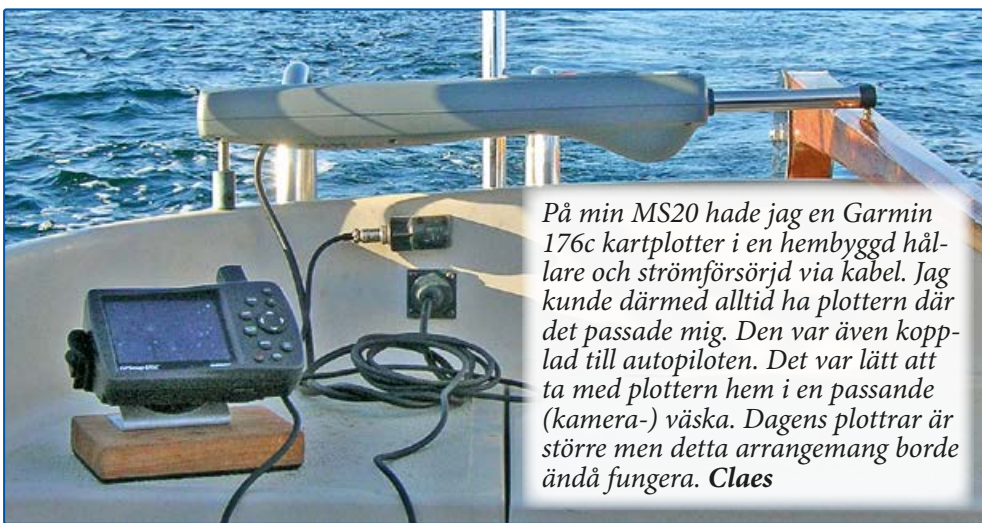 På min MS20 hade jag en Garmin
176c kartplotter i en hembyggd hål-
lare och strömförsörjd via kabel. Jag
kunde därmed alltid ha plottern där
det passade mig. Den var även kopp-
lad till autopiloten. Det var lätt att
ta med plottern hem i en passande
(kamera-) väska. Dagens plottrar är
större men detta arrangemang borde
ändå fungera. Claes